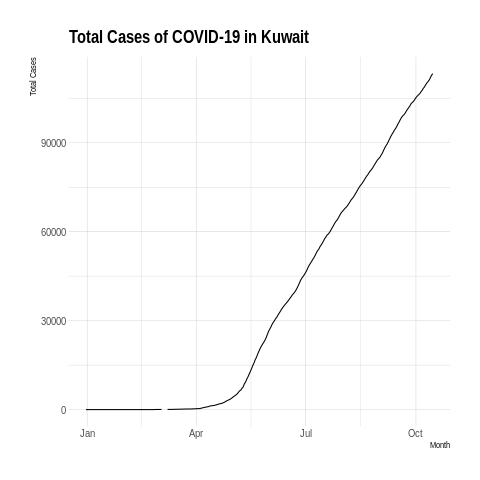 Total Cases of COVID-19 in Kuwait
Total Cases
90000
60000
30000
0
Jan Apr Jul Oct
Month